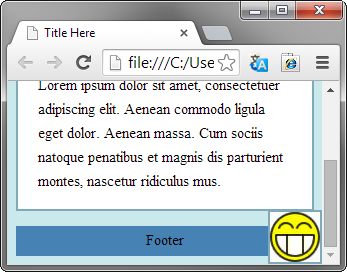 Title Here
file:///C:/Use
Lorem ipsum dolor sit amet, consectetuer
adipiscing elit. Aenean commodo ligula
eget dolor. Aenean massa. Cum sociis
natoque penatibus et magnis dis parturient
montes, nascetur ridiculus mus.
Footer